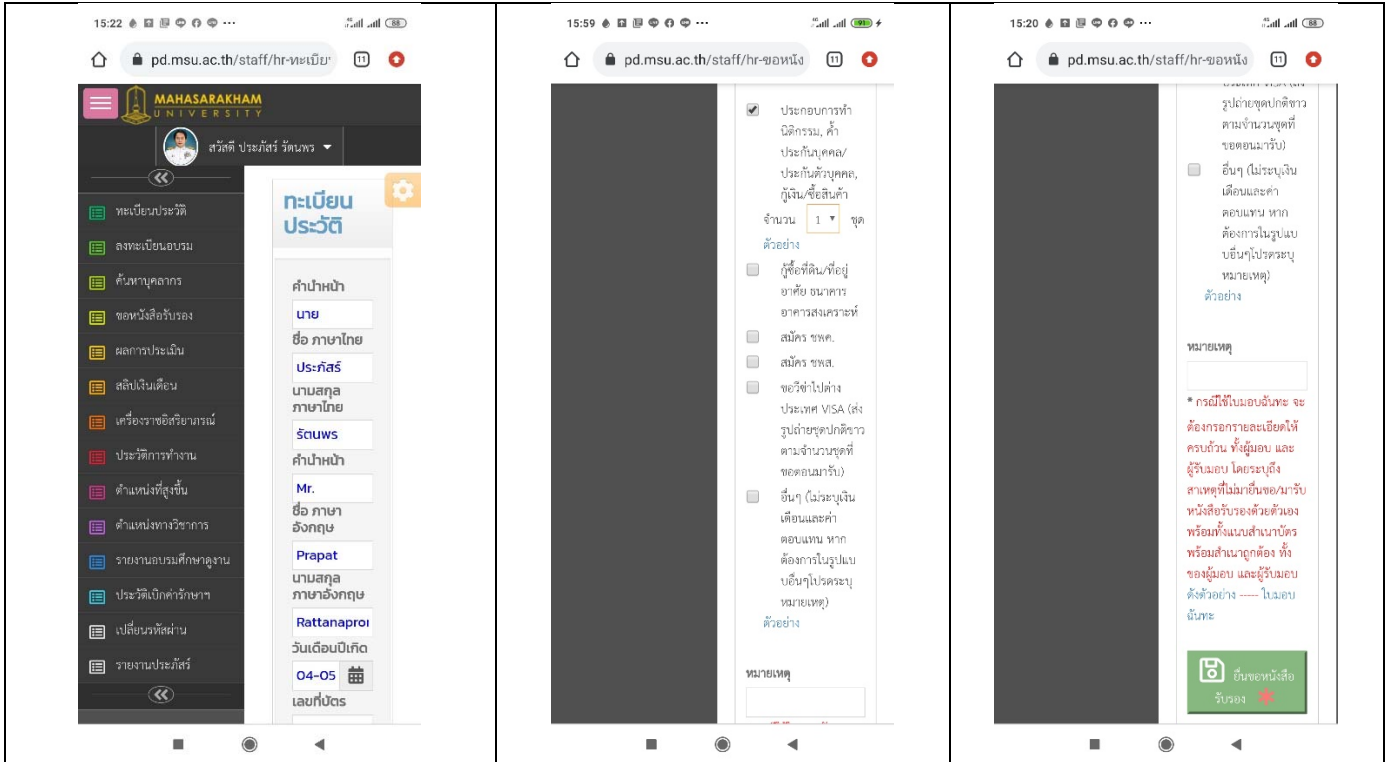 15:22
88
pd.msu.ac.th/staff/hr-ทะเบีย
11
MAHASARAKHAM
UNIVERSITY
สวัสดี ประภัสร์ รัตนพร
ทะเบียนประวัติ
ลงทะเบียนอบรม
ค้นหาบุคลากร
ขอหนังสือรับรอง
ผลการประเมิน
สลิปเงินเดือน
เครื่องราชอิสริยาภรณ์
ประวัติการทำงาน
ตำแหน่งที่สูงขึ้น
ตำแหน่งทางวิชาการ
รายงานอบรมศึกษาดูงาน
ประวัติเบิกค่ารักษาฯ
เปลี่ยนรหัสผ่าน
รายงานประภัสร์
ทะเบียน
ประวัติ
คำนำหน้า
นาย
ชื่อ ภาษาไทย
ประภัสร์
นามสกุล
ภาษาไทย
รัตนพร
คำนำหน้า
Mr.
ชื่อ ภาษา
อังกฤษ
Prapat
นามสกุล
ภาษาอังกฤษ
Rattanapror
วันเดือนปีเกิด
04-05
เลขที่บัตร
15:59
91
pd.msu.ac.th/staff/hr-ขอหนัง
11
ประกอบการทำ
นิติกรรม, ค้ำ
ประกันบุคคล/
ประกันตัวบุคคล,
กู้เงิน/ซื้อสินค้า
จำนวน 1 ชุด
ตัวอย่าง
กู้ซื้อที่ดิน/ที่อยู่
อาศัย ธนาคาร
อาคารสงเคราะห์
สมัคร ชพค.
สมัคร ชพส.
ขอวีซ่าไปต่าง
ประเทศ VISA (ส่ง
รูปถ่ายชุดปกติขาว
ตามจำนวนชุดที่
ขอตอนมารับ)
อื่นๆ (ไม่ระบุเงิน
เดือนและค่า
ตอบแทน หาก
ต้องการในรูปแบ
บอื่นๆโปรดระบุ
หมายเหตุ)
ตัวอย่าง
หมายเหตุ
15:20
88
pd.msu.ac.th/staff/hr-ขอหนัง
11
ประเทศ VISA (ส่ง
รูปถ่ายชุดปกติขาว
ตามจำนวนชุดที่
ขอตอนมารับ)
อื่นๆ (ไม่ระบุเงิน
เดือนและค่า
ตอบแทน หาก
ต้องการในรูปแบ
บอื่นๆโปรดระบุ
หมายเหตุ)
ตัวอย่าง
หมายเหตุ
* กรณีใช้ใบมอบฉันทะ จะ
ต้องกรอกรายละเอียดให้
ครบถ้วน ทั้งผู้มอบ และ
ผู้รับมอบ โดยระบุถึง
สาเหตุที่ไม่มายื่นขอ/มารับ
หนังสือรับรองด้วยตัวเอง
พร้อมทั้งแนบสำเนาบัตร
พร้อมสำเนาถูกต้อง ทั้ง
ของผู้มอบ และผู้รับมอบ
ดังตัวอย่าง ----- ใบมอบ
ฉันทะ
ยื่นขอหนังสือ
รับรอง *